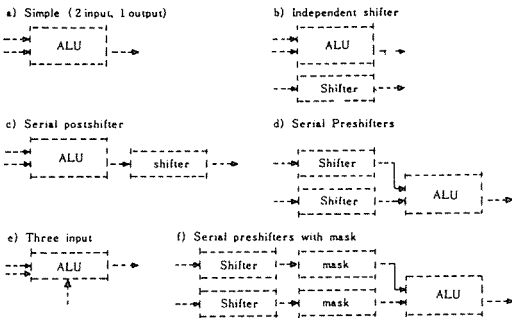 a) Simple (2 input, 1 output)
ALU
b) Independent shifter
ALU
Shifter
c) Serial postshifter
ALU
shifter
d) Serial Preshifters
Shifter
Shifter
ALU
e) Three input
ALU
f) Serial preshifters with mask
Shifter
mask
Shifter
mask
ALU